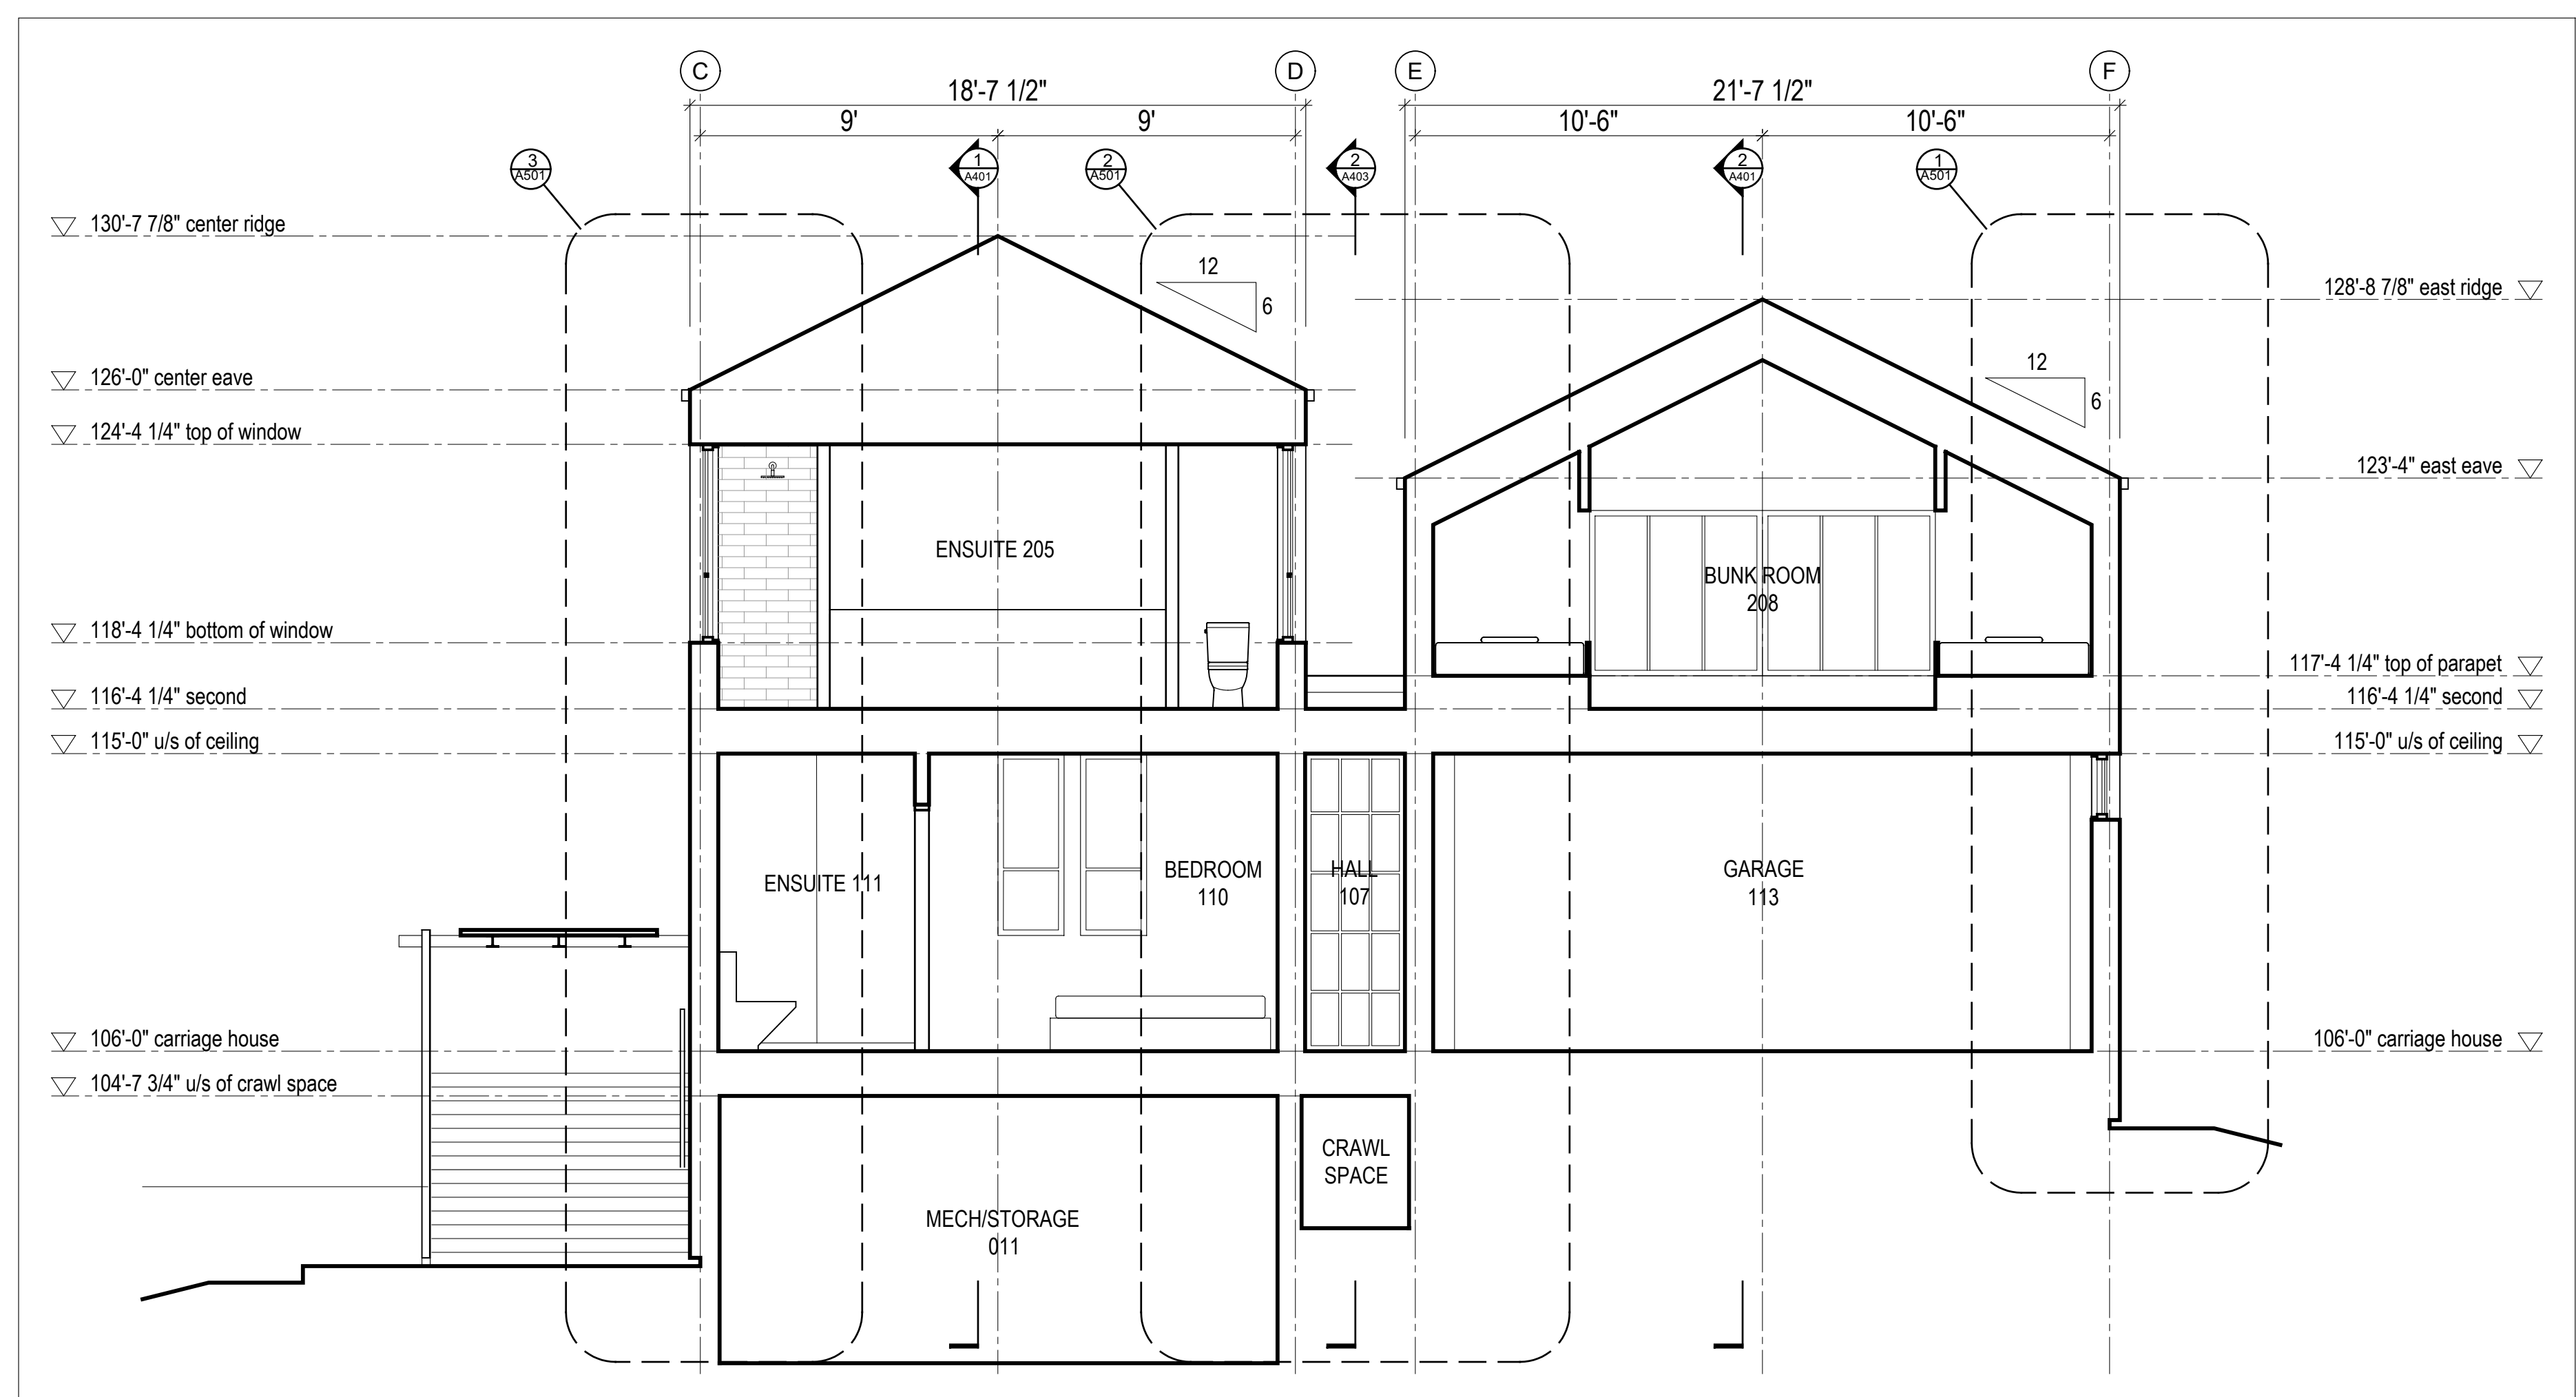 C
D
E
F
18'-7 1/2"
21'-7 1/2"
9'
9'
10'-6"
10'-6"
3
A501
1
A401
2
A501
2
A403
2
A401
1
A501
130'-7 7/8" center ridge
12
6
128'-8 7/8" east ridge
126'-0" center eave
12
6
124'-4 1/4" top of window
123'-4" east eave
ENSUITE 205
BUNK ROOM
208
118'-4 1/4" bottom of window
117'-4 1/4" top of parapet
116'-4 1/4" second
116'-4 1/4" second
115'-0" u/s of ceiling
115'-0" u/s of ceiling
ENSUITE 111
BEDROOM
110
HALL
107
GARAGE
113
106'-0" carriage house
106'-0" carriage house
104'-7 3/4" u/s of crawl space
CRAWL
SPACE
MECH/STORAGE
011